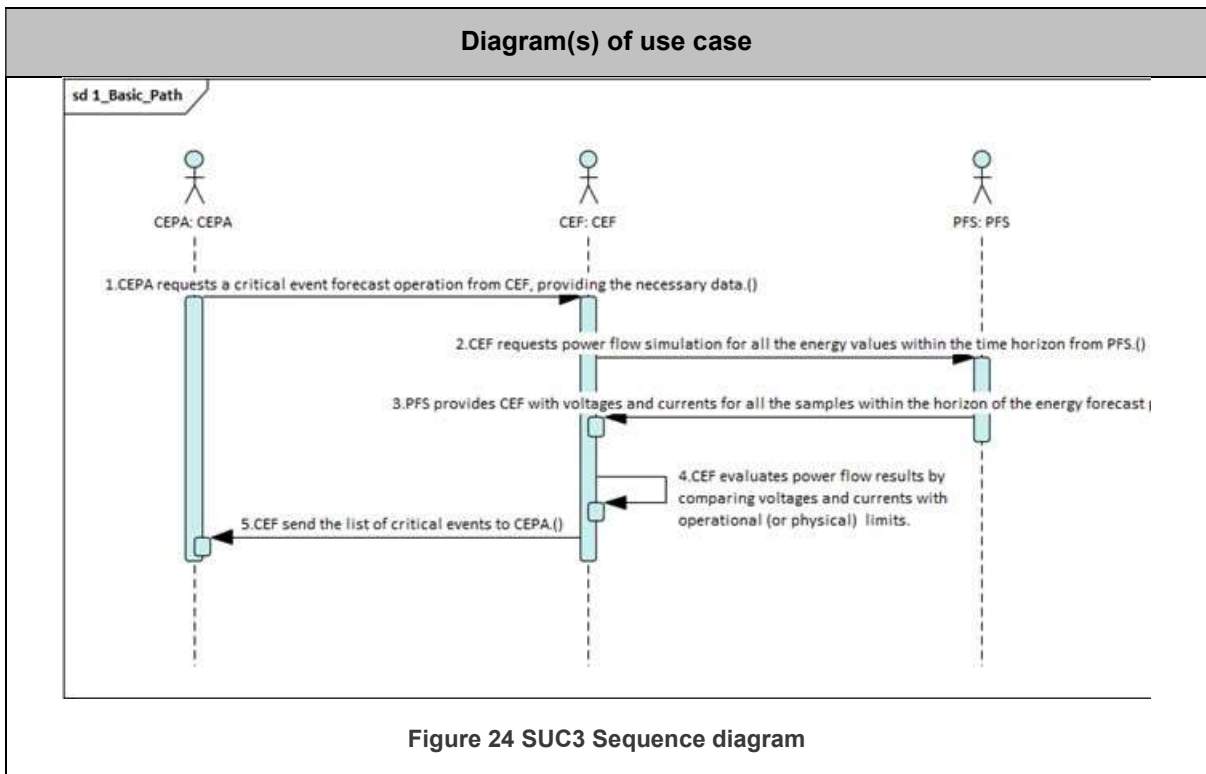 Diagram(s) of use case
sd 1_Basic_Path
CEPA: CEPA
CEF: CEF
PFS: PFS
1.CEPA requests a critical event forecast operation from CEF, providing the necessary data.()
2.CEF requests power flow simulation for all the energy values within the time horizon from PFS.()
3.PFS provides CEF with voltages and currents for all the samples within the horizon of the energy forecast
4.CEF evaluates power flow results by
comparing voltages and currents with
operational (or physical) limits.
5.CEF send the list of critical events to CEPA.()
Figure 24 SUC3 Sequence diagram